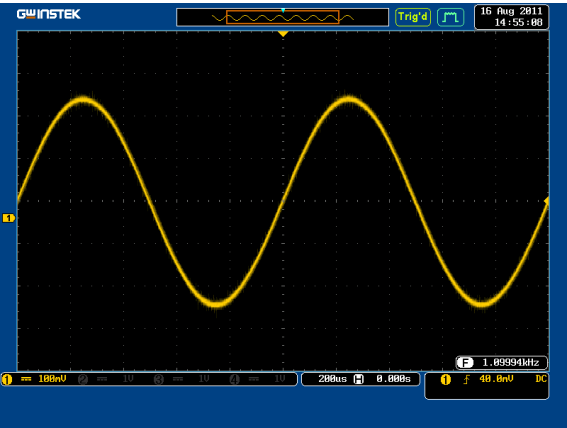 GWINSTEK
Trig'd
16 Aug 2011
14:55:08
1
F 1.09994kHz
1 100mV 2 1V 3 1V 4 1V
200us H 0.000s
1 40.0mV DC